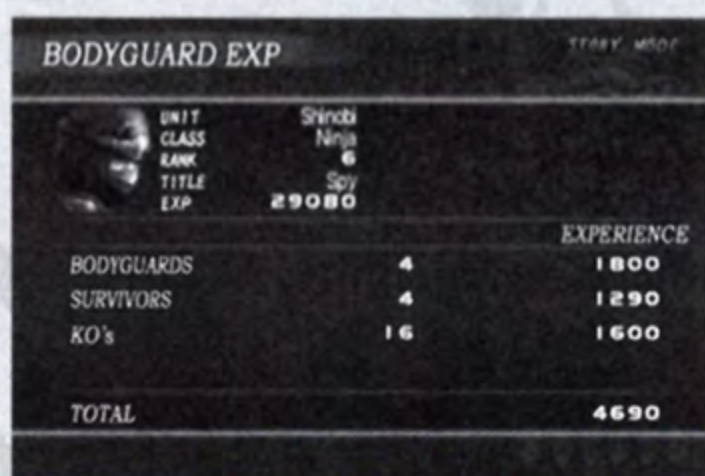 BODYGUARD EXP
STORY MODE
UNIT Shinobi
CLASS Ninja
RANK 6
TITLE Spy
EXP 29080
EXPERIENCE
BODYGUARDS 4 1800
SURVIVORS 4 1290
KO's 16 1600
TOTAL 4690